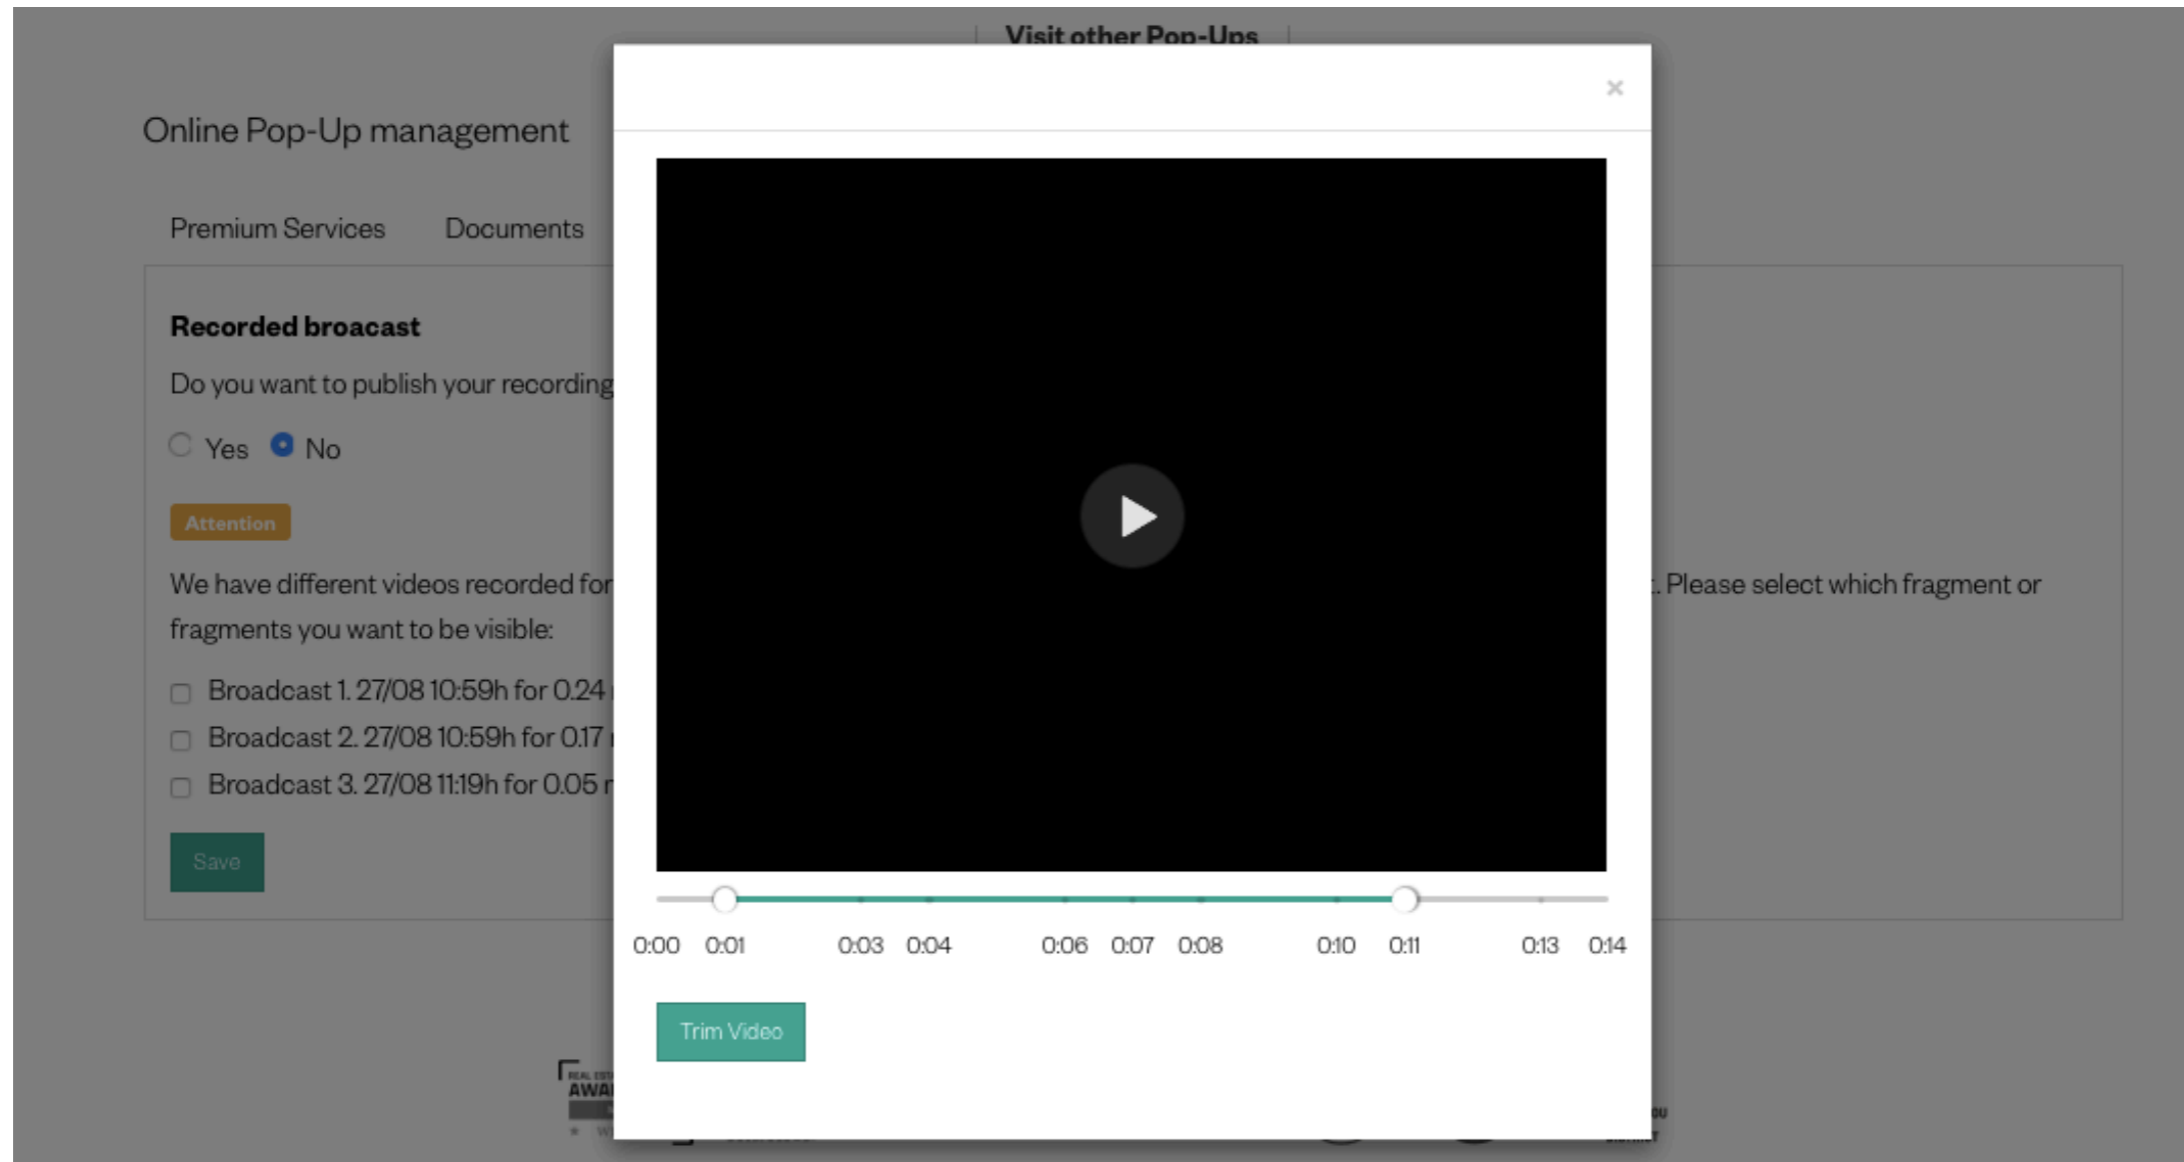 Visit other Pop-Ups
×
Online Pop-Up management
Premium Services Documents
Recorded broacast
Do you want to publish your recording
Yes No
Attention
We have different videos recorded for . Please select which fragment or
fragments you want to be visible:
Broadcast 1. 27/08 10:59h for 0.24
Broadcast 2. 27/08 10:59h for 0.17
Broadcast 3. 27/08 11:19h for 0.05
Save
0:00 0:01 0:03 0:04 0:06 0:07 0:08 0:10 0:11 0:13 0:14
Trim Video
REAL